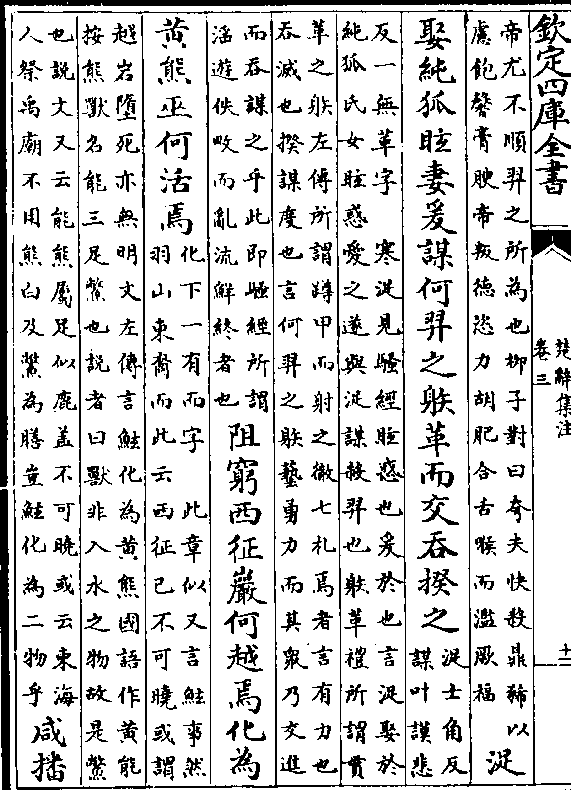 欽定四庫全書
楚辭集注
卷三
十二
帝尤不順羿之所為也柳子對曰夸夫快殺鼎豨以
慮飽馨膏腴帝叛德恣力胡肥合舌喉而濫厥福
浞
娶純狐眩妻爰謀何羿之䠶革而交吞揆之
浞士角反
謀叶謨悲
反一無革字 寒浞見騷經眩惑也爰於也言浞娶於
純狐氏女眩惑愛之遂與浞謀殺羿也䠶革禮所謂貫
革之䠶左傳所謂蹲甲而射之徹七札焉者言有力也
吞滅也揆謀度也言何羿之䠶藝勇力而其衆乃交進
而吞謀之乎此即騷經所謂
滛遊佚畋而亂流鮮終者也
阻窮西征巖何越焉化為
黄熊巫何活焉
化下一有而字 此章似又言鮌事然
羽山東裔而此云西征已不可曉或謂
越岩墮死亦無明文左傳言鮌化為黄熊國語作黄能
按熊獸名能三足鱉也說者曰獸非入水之物故是鱉
也說文又云能熊屬足似鹿盖不可曉或云東海
人祭禹廟不用熊白及鱉為膳豈鮌化為二物乎
咸播